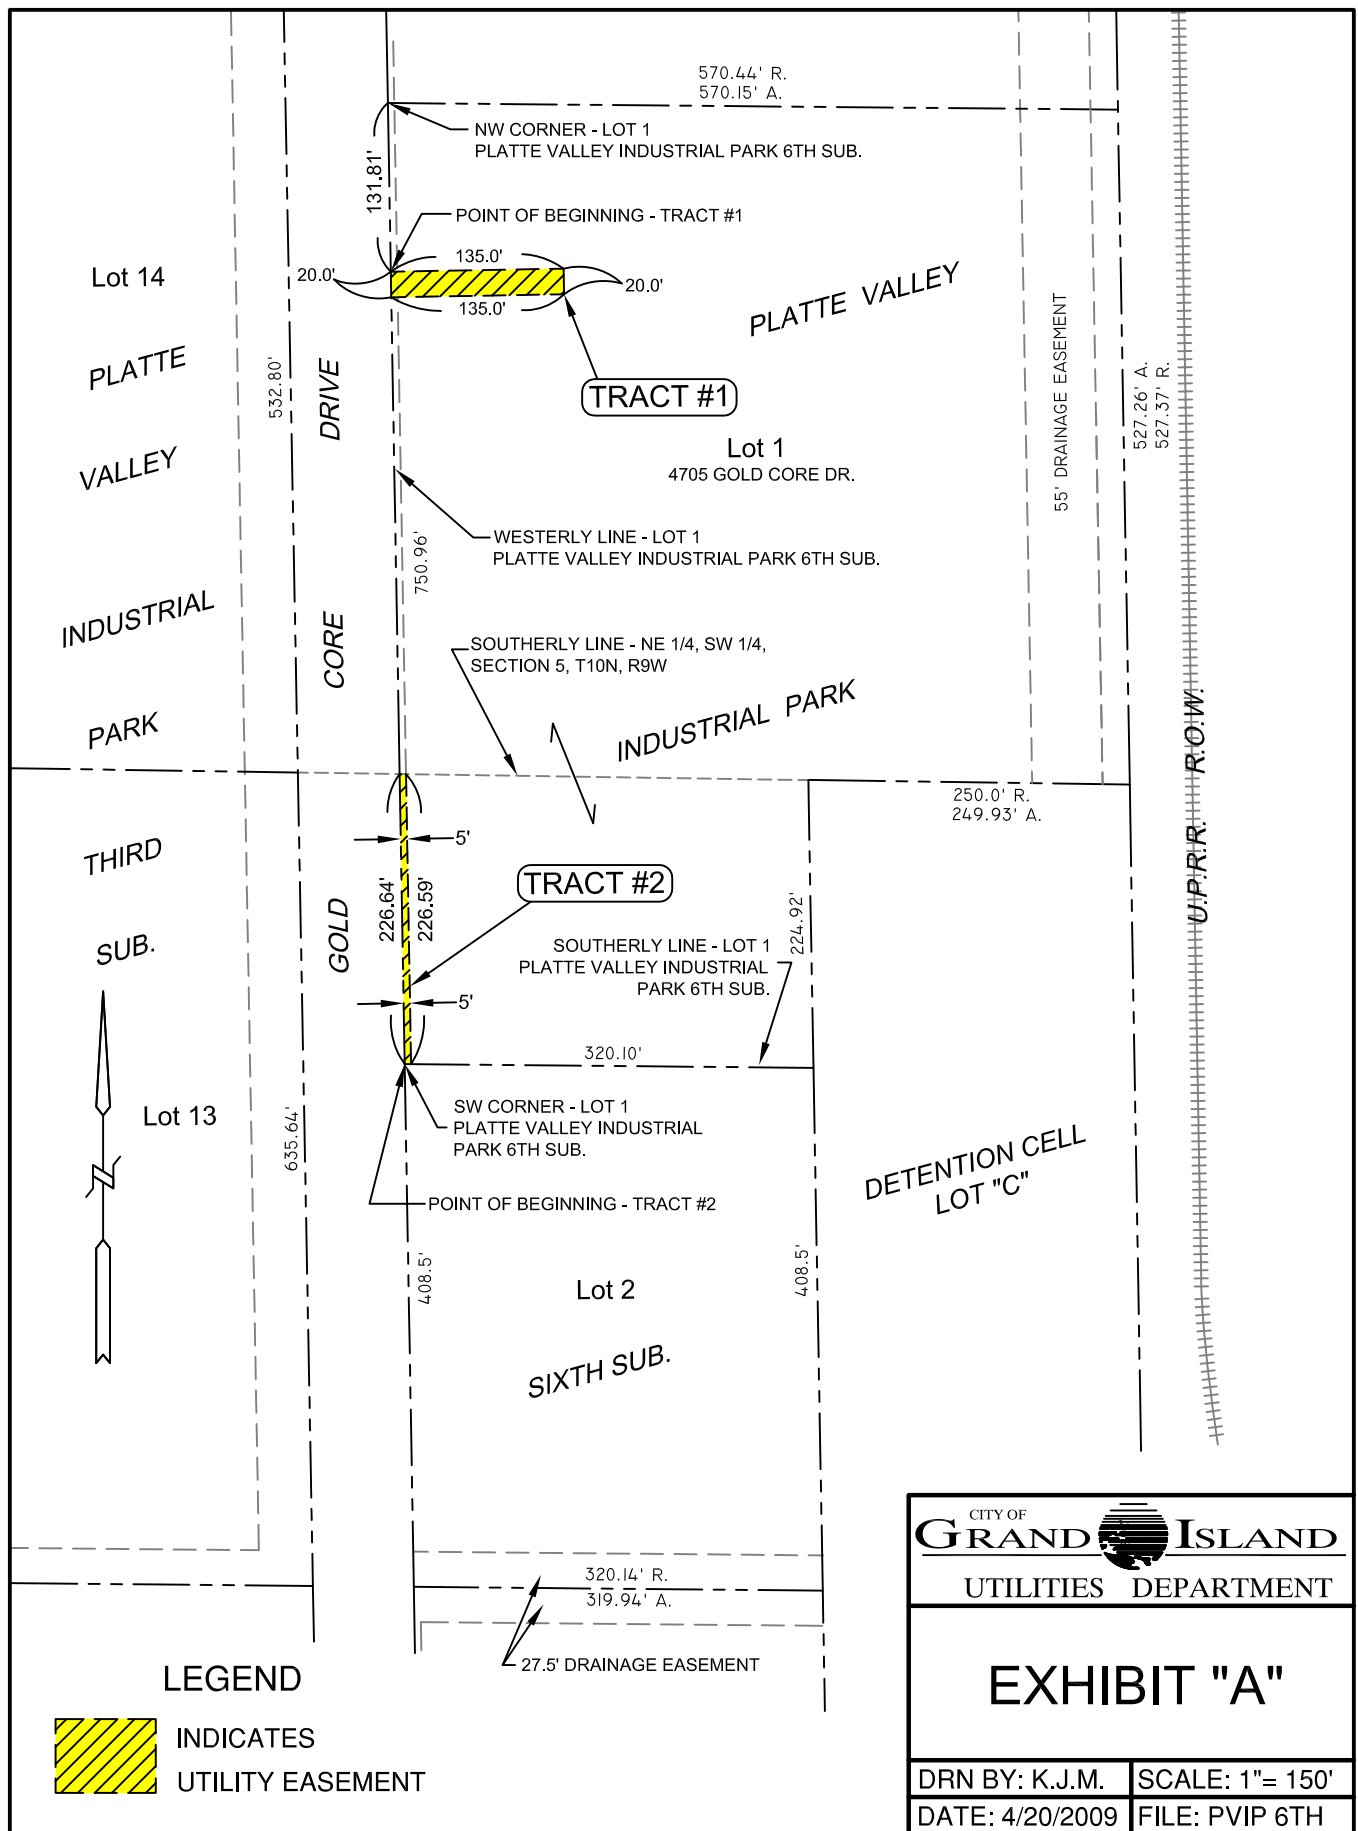 570.44' R.
570.15' A.
NW CORNER - LOT 1
PLATTE VALLEY INDUSTRIAL PARK 6TH SUB.
131.81'
POINT OF BEGINNING - TRACT #1
135.0'
20.0'
20.0'
135.0'
TRACT #1
Lot 14
PLATTE
VALLEY
INDUSTRIAL
PARK
THIRD
SUB.
Lot 13
532.80'
635.64'
GOLD CORE DRIVE
PLATTE VALLEY
INDUSTRIAL PARK
Lot 1
4705 GOLD CORE DR.
55' DRAINAGE EASEMENT
527.26' A.
527.37' R.
U.P.R.R. R.O.W.
WESTERLY LINE - LOT 1
PLATTE VALLEY INDUSTRIAL PARK 6TH SUB.
750.96'
SOUTHERLY LINE - NE 1/4, SW 1/4,
SECTION 5, T10N, R9W
250.0' R.
249.93' A.
5'
TRACT #2
226.64'
226.59'
224.92'
SOUTHERLY LINE - LOT 1
PLATTE VALLEY INDUSTRIAL
PARK 6TH SUB.
5'
320.10'
SW CORNER - LOT 1
PLATTE VALLEY INDUSTRIAL
PARK 6TH SUB.
POINT OF BEGINNING - TRACT #2
DETENTION CELL
LOT "C"
408.5'
408.5'
Lot 2
SIXTH SUB.
320.14' R.
319.94' A.
27.5' DRAINAGE EASEMENT
LEGEND
INDICATES
UTILITY EASEMENT
CITY OF
GRAND ISLAND
UTILITIES DEPARTMENT
EXHIBIT "A"
DRN BY: K.J.M.
SCALE: 1"= 150'
DATE: 4/20/2009
FILE: PVIP 6TH